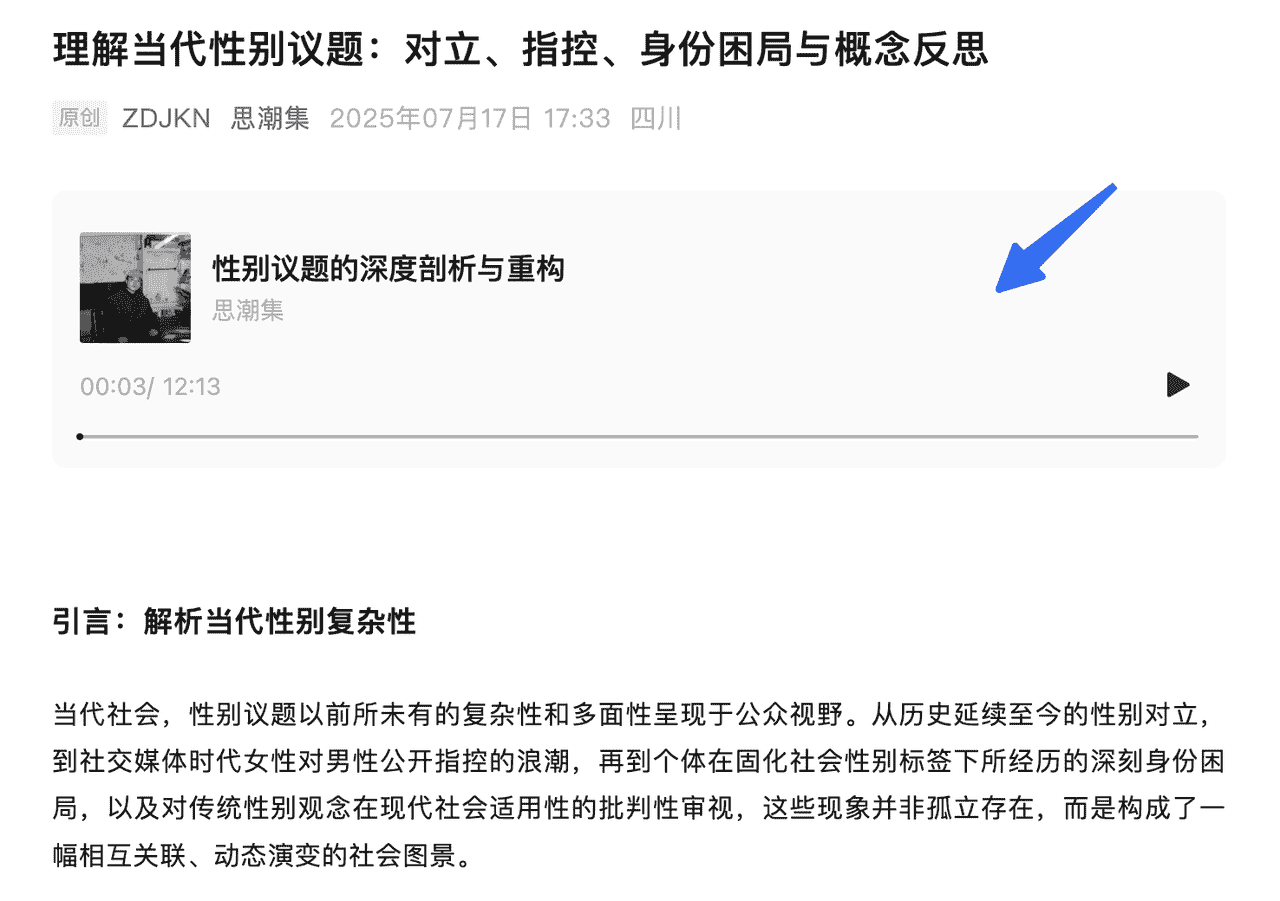 理解当代性别议题：对立、指控、身份困局与概念反思
原创 ZDJKN 思潮集 2025年07月17日 17:33 四川
性别议题的深度剖析与重构
思潮集
00:03/ 12:13
引言：解析当代性别复杂性
当代社会，性别议题以前所未有的复杂性和多面性呈现于公众视野。从历史延续至今的性别对立，
到社交媒体时代女性对男性公开指控的浪潮，再到个体在固化社会性别标签下所经历的深刻身份困
局，以及对传统性别观念在现代社会适用性的批判性审视，这些现象并非孤立存在，而是构成了一
幅相互关联、动态演变的社会图景。